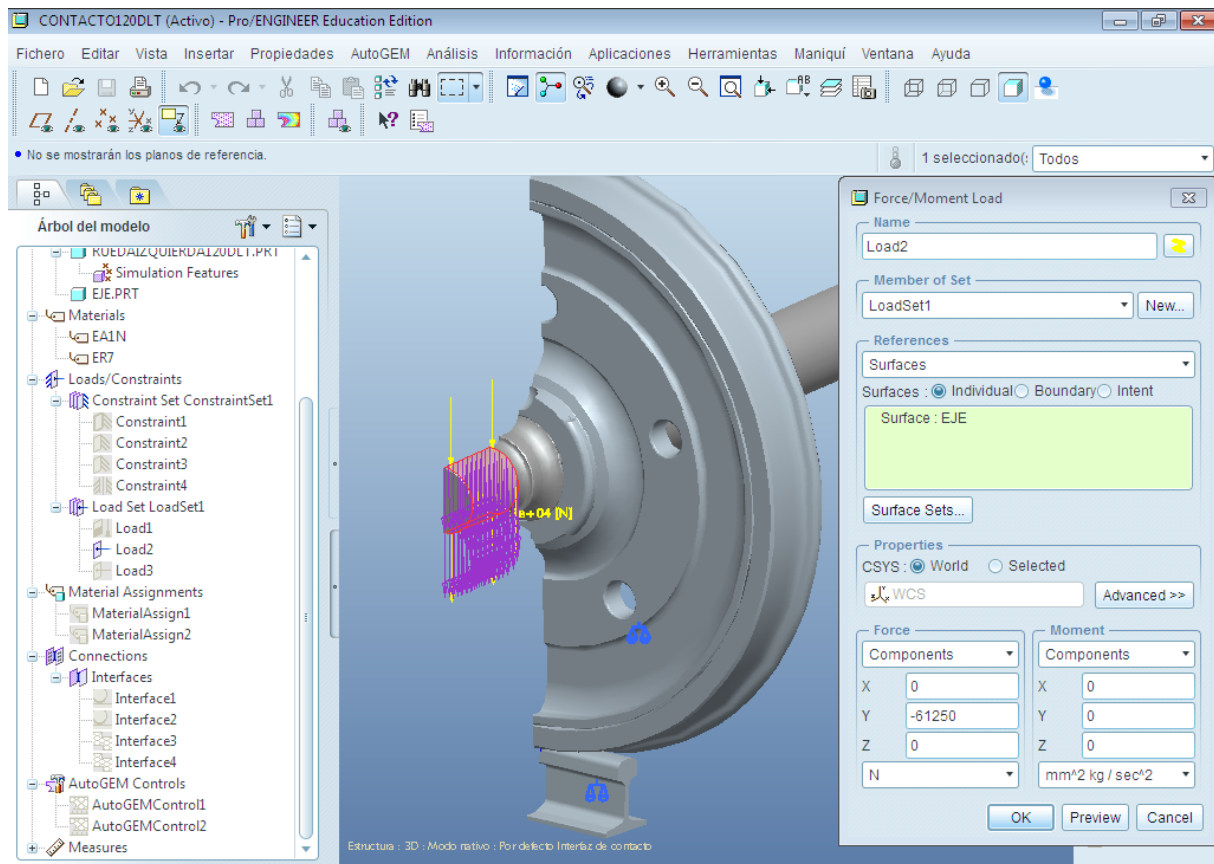 CONTACTO120DLT (Activo) - Pro/ENGINEER Education Edition
Fichero Editar Vista Insertar Propiedades AutoGEM Análisis Información Aplicaciones Herramientas Maniquí Ventana Ayuda
No se mostrarán los planos de referencia.
1 seleccionado(: Todos
Árbol del modelo
RUEDAIZQUIERDA120DLT.PRT
Simulation Features
EJE.PRT
Materials
EA1N
ER7
Loads/Constraints
Constraint Set ConstraintSet1
Constraint1
Constraint2
Constraint3
Constraint4
Load Set LoadSet1
Load1
Load2
Load3
Material Assignments
MaterialAssign1
MaterialAssign2
Connections
Interfaces
Interface1
Interface2
Interface3
Interface4
AutoGEM Controls
AutoGEMControl1
AutoGEMControl2
Measures
e+04 [N]
Estructura : 3D : Modo nativo : Por defecto Interfaz de contacto
Force/Moment Load
Name
Load2
Member of Set
LoadSet1 New...
References
Surfaces
Surfaces : Individual Boundary Intent
Surface : EJE
Surface Sets...
Properties
CSYS : World Selected
WCS Advanced >>
Force
Components
X 0
Y -61250
Z 0
N
Moment
Components
X 0
Y 0
Z 0
mm^2 kg / sec^2
OK Preview Cancel